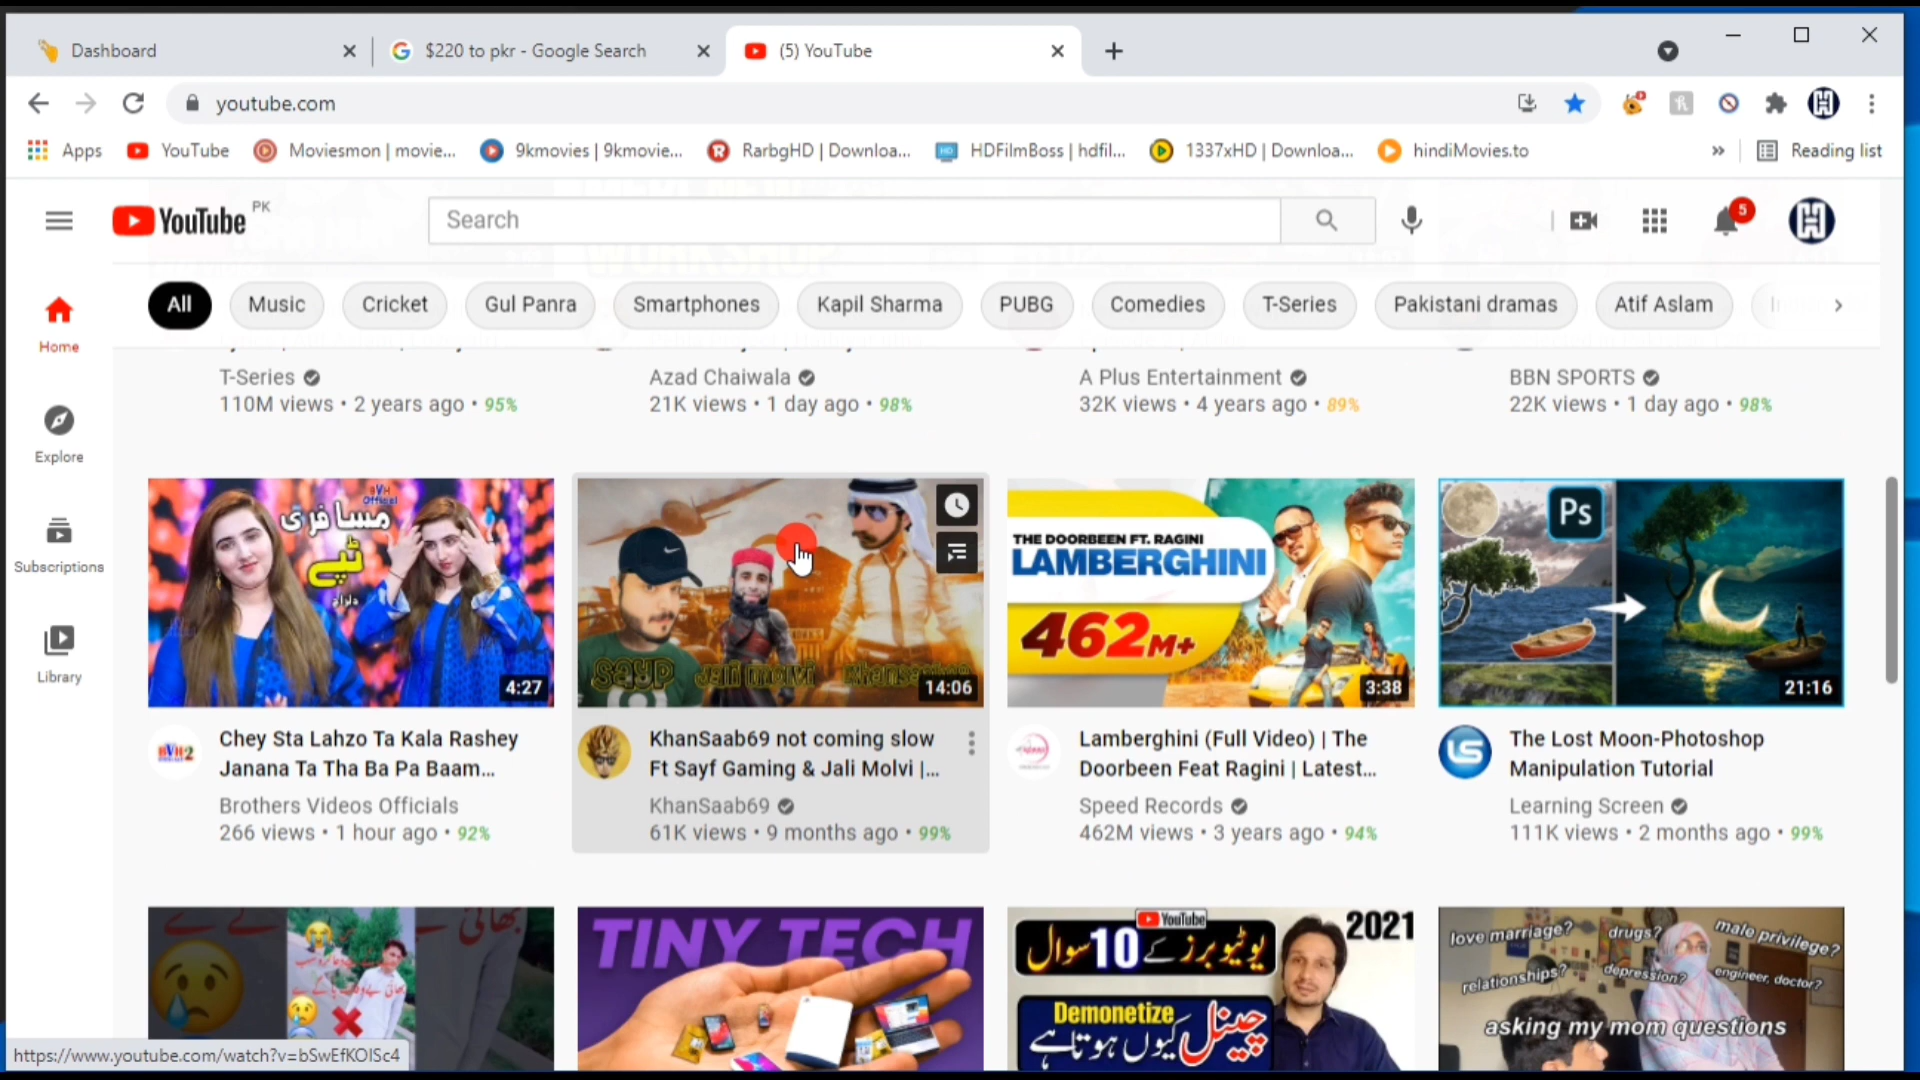 Dashboard
$220 to pkr - Google Search
(5) YouTube
youtube.com
Apps
YouTube
Moviesmon | movie...
9kmovies | 9kmovie...
RarbgHD | Downloa...
HDFilmBoss | hdfil...
1337xHD | Downloa...
hindiMovies.to
»
Reading list
YouTube PK
Search
5
All
Music
Cricket
Gul Panra
Smartphones
Kapil Sharma
PUBG
Comedies
T-Series
Pakistani dramas
Atif Aslam
Home
Explore
Subscriptions
Library
T-Series
110M views • 2 years ago • 95%
Azad Chaiwala
21K views • 1 day ago • 98%
A Plus Entertainment
32K views • 4 years ago • 89%
BBN SPORTS
22K views • 1 day ago • 98%
BVH
Official
مسافری
ٹپے
4:27
Chey Sta Lahzo Ta Kala Rashey
Janana Ta Tha Ba Pa Baam...
Brothers Videos Officials
266 views • 1 hour ago • 92%
SAYF
Jali molvi
14:06
KhanSaab69 not coming slow
Ft Sayf Gaming & Jali Molvi |...
KhanSaab69
61K views • 9 months ago • 99%
THE DOORBEEN FT. RAGINI
LAMBERGHINI
462M+
3:38
Lamberghini (Full Video) | The
Doorbeen Feat Ragini | Latest...
Speed Records
462M views • 3 years ago • 94%
Ps
21:16
The Lost Moon-Photoshop
Manipulation Tutorial
Learning Screen
111K views • 2 months ago • 99%
TINY TECH
YouTube
2021
یوٹیوبرز کے 10 سوال
Demonetize
چینل کیوں ہوتا ہے
love marriage?
drugs?
male privilege?
relationships?
depression?
engineer, doctor?
asking my mom questions
https://www.youtube.com/watch?v=bSwEfKOlSc4